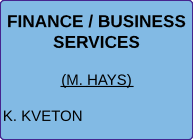 FINANCE / BUSINESS
SERVICES
(M. HAYS)
K. KVETON